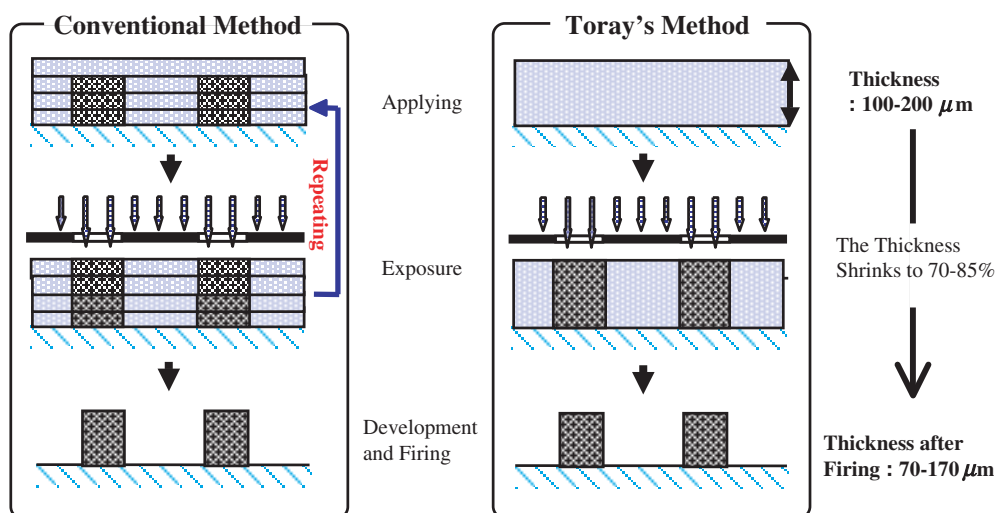 Conventional Method
Toray's Method
Applying
Thickness
: 100-200 μm
Repeating
Exposure
The Thickness
Shrinks to 70-85%
Development
and Firing
Thickness after
Firing : 70-170 μm